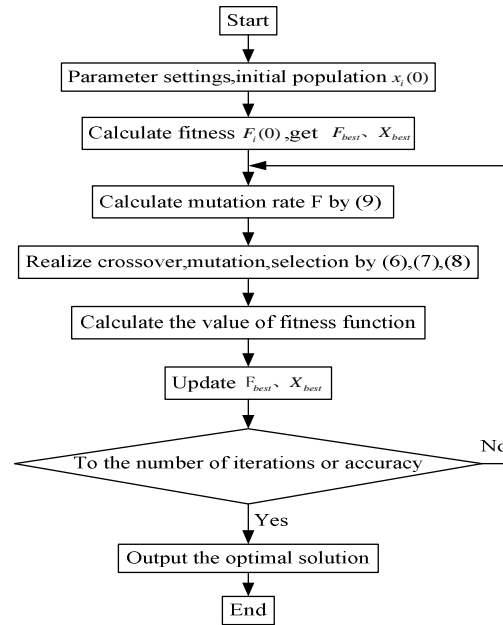 Start
Parameter settings,initial population x_i(0)
Calculate fitness F_i(0),get F_best、X_best
Calculate mutation rate F by (9)
Realize crossover,mutation,selection by (6),(7),(8)
Calculate the value of fitness function
Update F_best、X_best
To the number of iterations or accuracy
No
Yes
Output the optimal solution
End